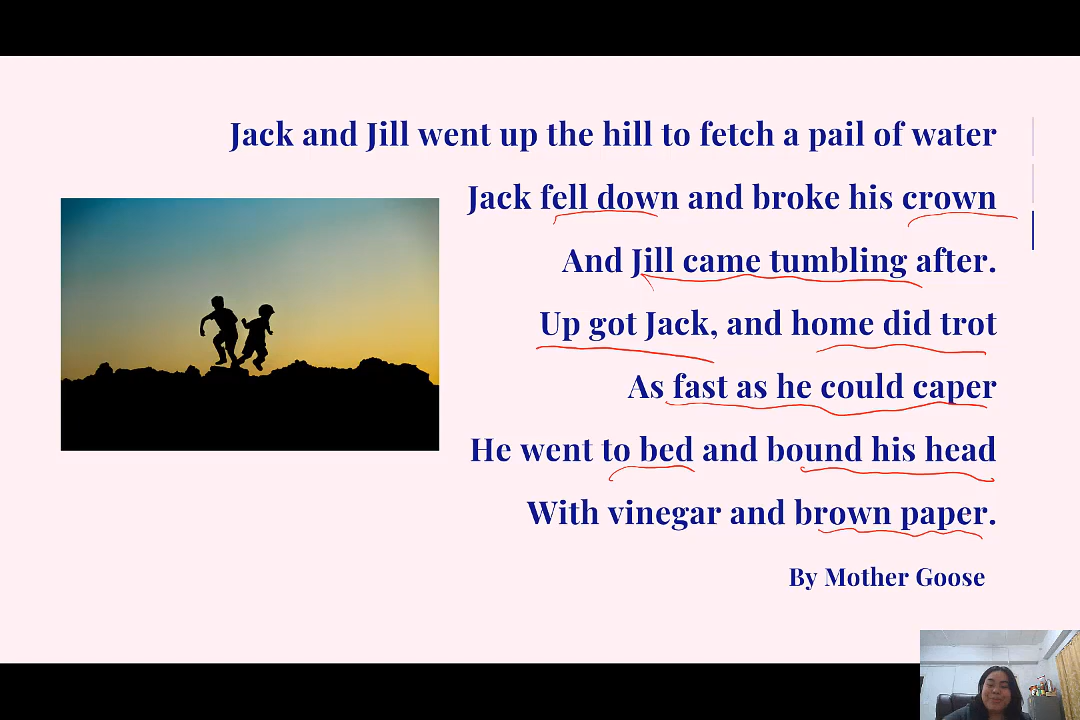 Jack and Jill went up the hill to fetch a pail of water
Jack fell down and broke his crown
And Jill came tumbling after.
Up got Jack, and home did trot
As fast as he could caper
He went to bed and bound his head
With vinegar and brown paper.
By Mother Goose